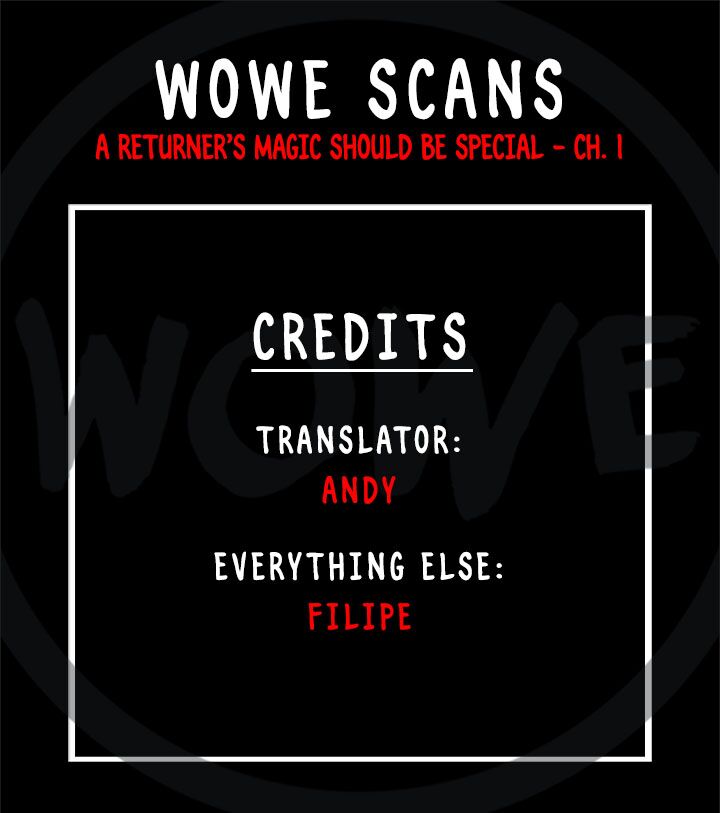 WOWE SCANS
A RETURNER'S MAGIC SHOULD BE SPECIAL - CH. 1
CREDITS
WOWE
TRANSLATOR:
ANDY
EVERYTHING ELSE:
FILIPE